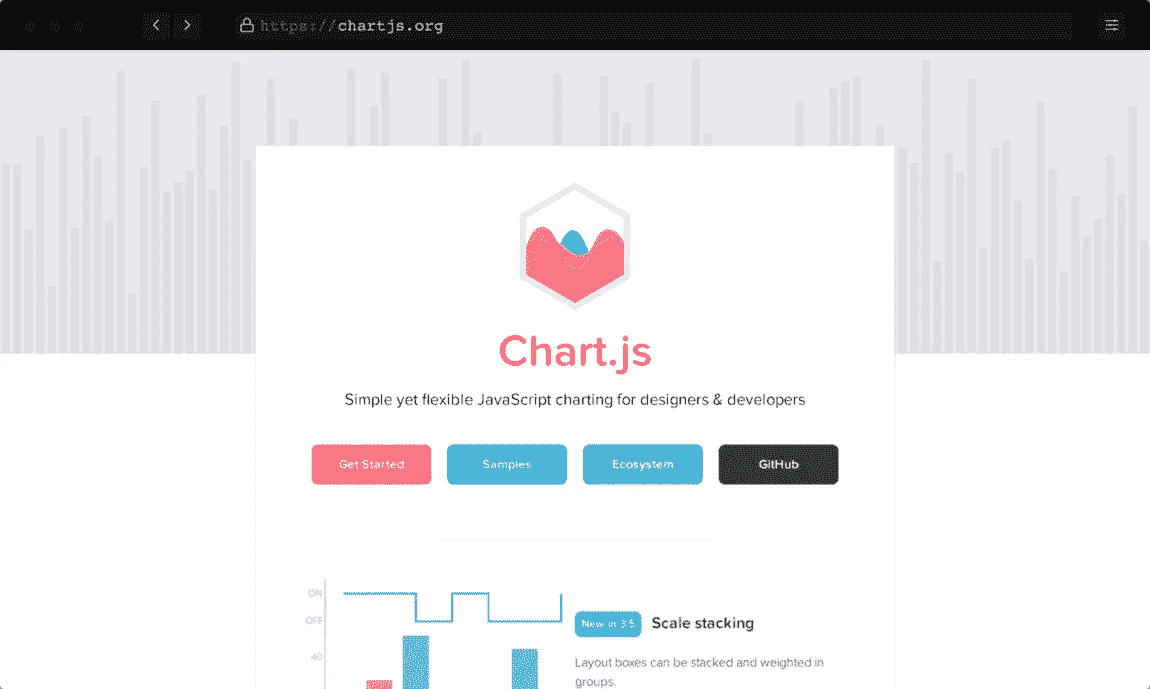 https://chartjs.org
Chart.js
Simple yet flexible JavaScript charting for designers & developers
Get Started
Samples
Ecosystem
GitHub
ON
OFF
40
New in 3.5
Scale stacking
Layout boxes can be stacked and weighted in
groups.